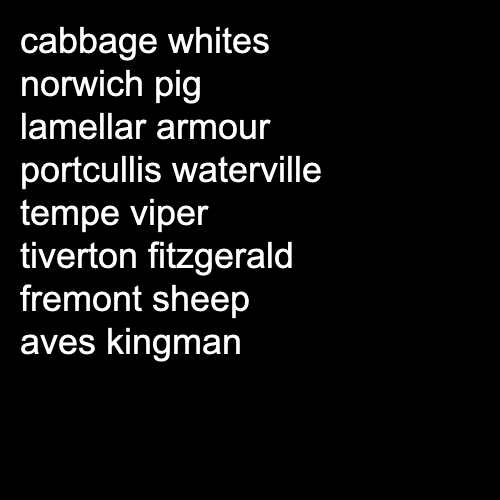 cabbage whites
norwich pig
lamellar armour
portcullis waterville
tempe viper
tiverton fitzgerald
fremont sheep
aves kingman